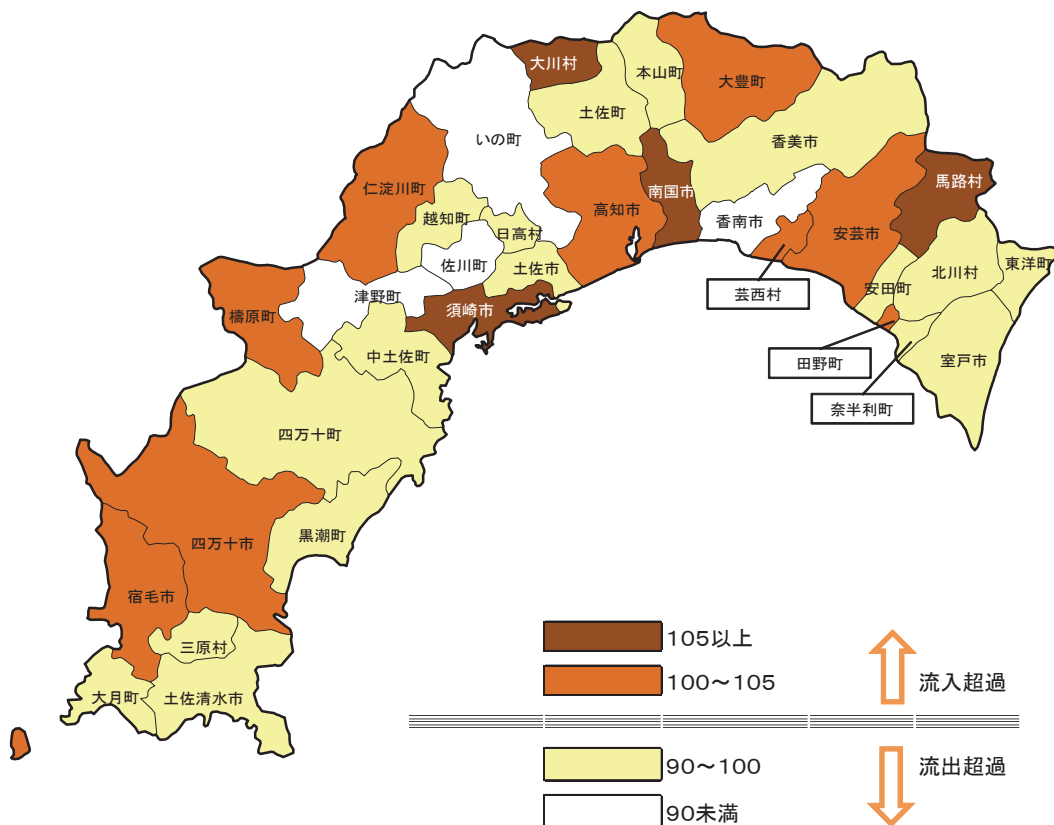 大川村
本山町
大豊町
土佐町
いの町
香美市
仁淀川町
南国市
馬路村
越知町
高知市
香南市
日高村
安芸市
佐川町
土佐市
北川村
東洋町
安田町
津野町
芸西村
須崎市
檮原町
中土佐町
田野町
室戸市
奈半利町
四万十町
黒潮町
四万十市
宿毛市
三原村
大月町
土佐清水市
105以上
100～105
流入超過
90～100
流出超過
90未満